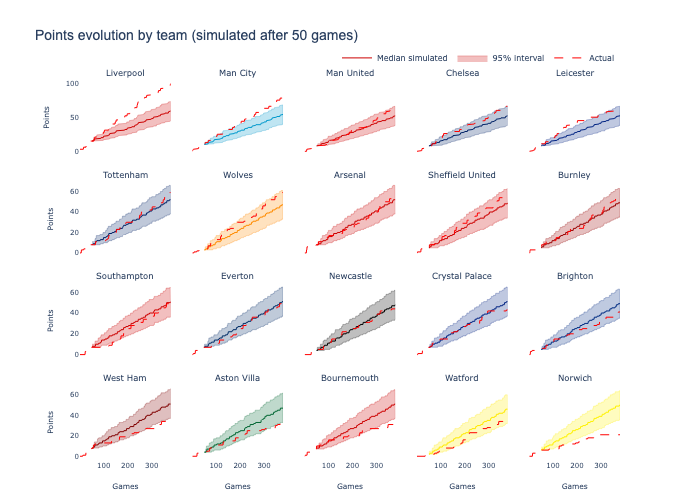 Points evolution by team (simulated after 50 games)
Median simulated 95% interval Actual
Liverpool Man City Man United Chelsea Leicester
100
50
0
Points
Tottenham Wolves Arsenal Sheffield United Burnley
60
40
20
0
Points
Southampton Everton Newcastle Crystal Palace Brighton
60
40
20
0
Points
West Ham Aston Villa Bournemouth Watford Norwich
60
40
20
0
Points
100 200 300 100 200 300 100 200 300 100 200 300 100 200 300
Games Games Games Games Games